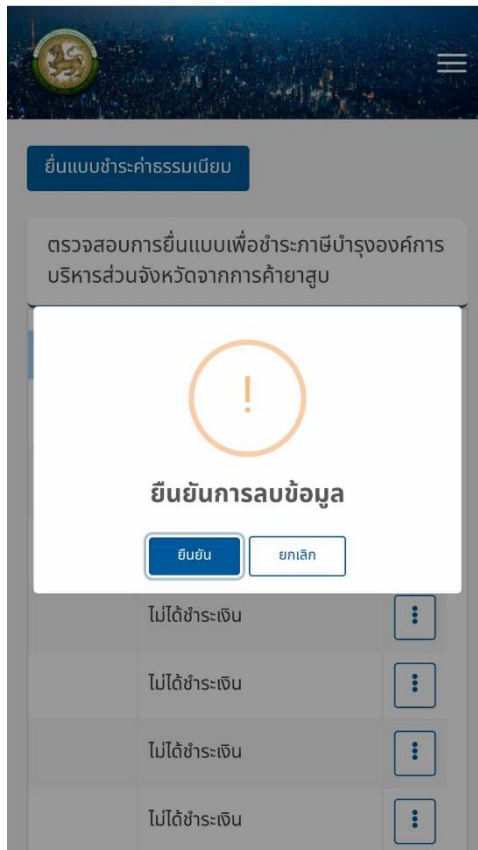 ยื่นแบบชำระค่าธรรมเนียม
ตรวจสอบการยื่นแบบเพื่อชำระภาษีบำรุงองค์การ
บริหารส่วนจังหวัดจากการค้ายาสูบ
!
ยืนยันการลบข้อมูล
ยืนยัน ยกเลิก
ไม่ได้ชำระเงิน
ไม่ได้ชำระเงิน
ไม่ได้ชำระเงิน
ไม่ได้ชำระเงิน